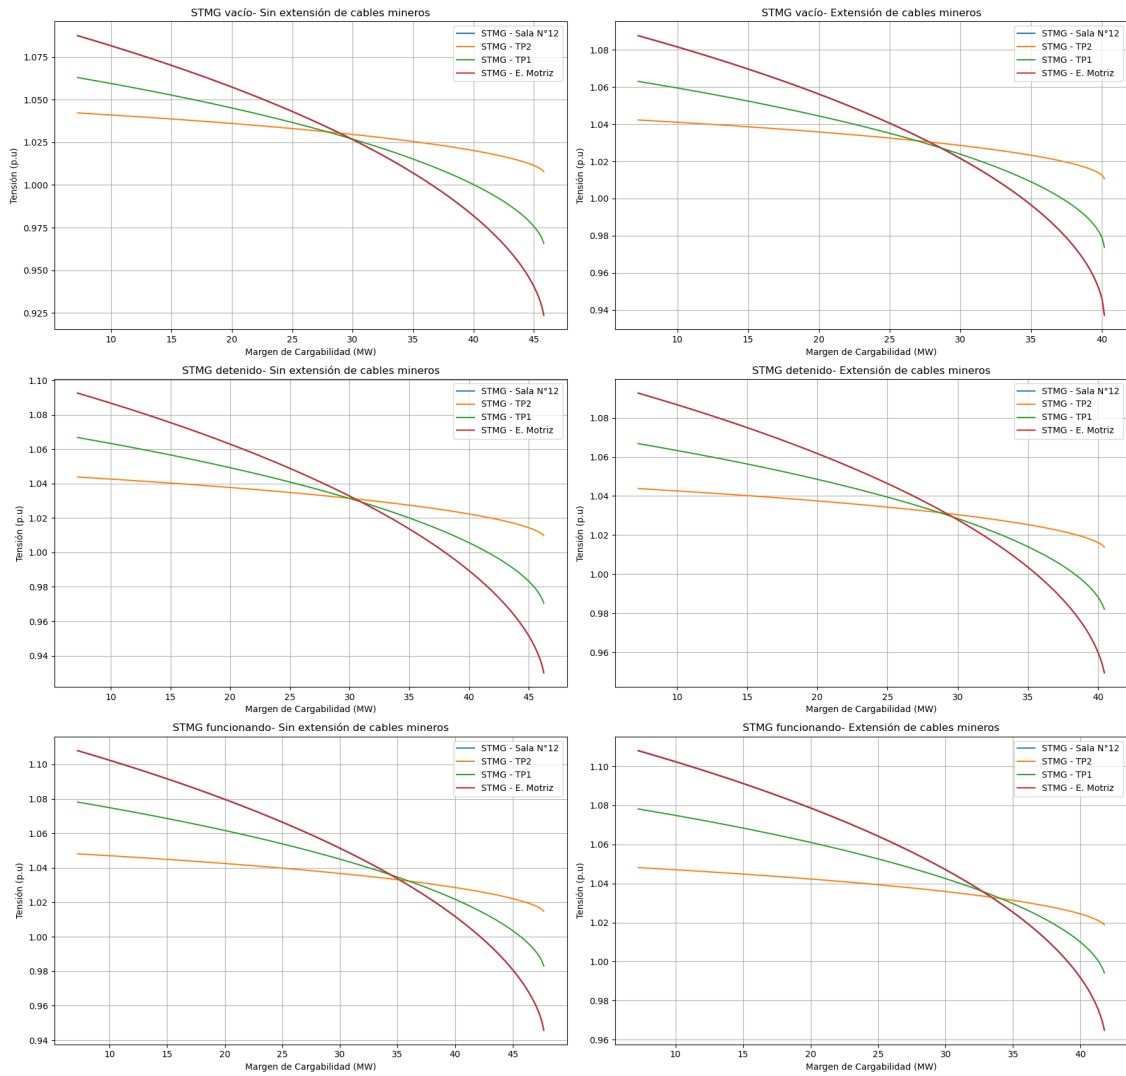 STMG vacío- Sin extensión de cables mineros
STMG - Sala N°12
STMG - TP2
STMG - TP1
STMG - E. Motriz
1.075
1.050
1.025
1.000
0.975
0.950
0.925
Tensión (p.u)
10 15 20 25 30 35 40 45
Margen de Cargabilidad (MW)
STMG vacío- Extensión de cables mineros
STMG - Sala N°12
STMG - TP2
STMG - TP1
STMG - E. Motriz
1.08
1.06
1.04
1.02
1.00
0.98
0.96
0.94
Tensión (p.u)
10 15 20 25 30 35 40
Margen de Cargabilidad (MW)
STMG detenido- Sin extensión de cables mineros
STMG - Sala N°12
STMG - TP2
STMG - TP1
STMG - E. Motriz
1.10
1.08
1.06
1.04
1.02
1.00
0.98
0.96
0.94
Tensión (p.u)
10 15 20 25 30 35 40 45
Margen de Cargabilidad (MW)
STMG detenido- Extensión de cables mineros
STMG - Sala N°12
STMG - TP2
STMG - TP1
STMG - E. Motriz
1.08
1.06
1.04
1.02
1.00
0.98
0.96
Tensión (p.u)
10 15 20 25 30 35 40
Margen de Cargabilidad (MW)
STMG funcionando- Sin extensión de cables mineros
STMG - Sala N°12
STMG - TP2
STMG - TP1
STMG - E. Motriz
1.10
1.08
1.06
1.04
1.02
1.00
0.98
0.96
0.94
Tensión (p.u)
10 15 20 25 30 35 40 45
Margen de Cargabilidad (MW)
STMG funcionando- Extensión de cables mineros
STMG - Sala N°12
STMG - TP2
STMG - TP1
STMG - E. Motriz
1.10
1.08
1.06
1.04
1.02
1.00
0.98
0.96
Tensión (p.u)
10 15 20 25 30 35 40
Margen de Cargabilidad (MW)